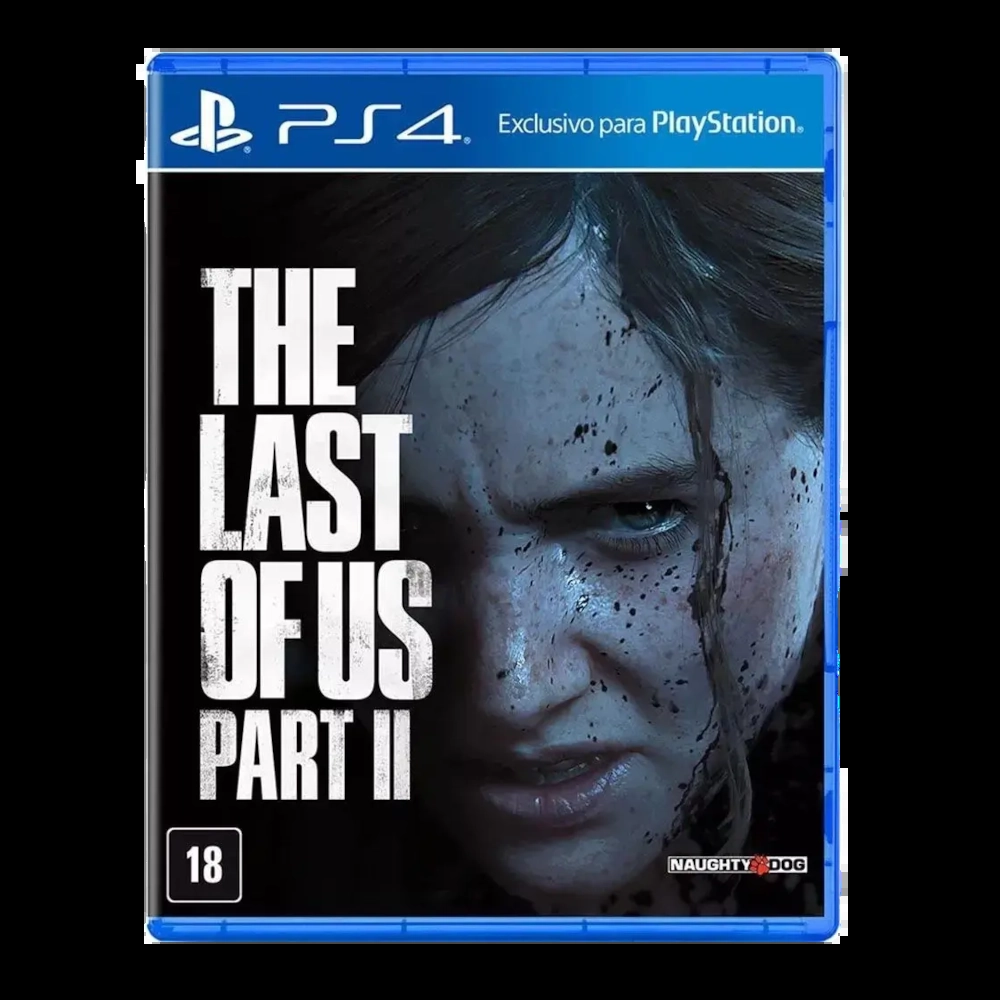 PS4 Exclusivo para PlayStation
THE
LAST
OF US
PART II
18
NAUGHTY DOG